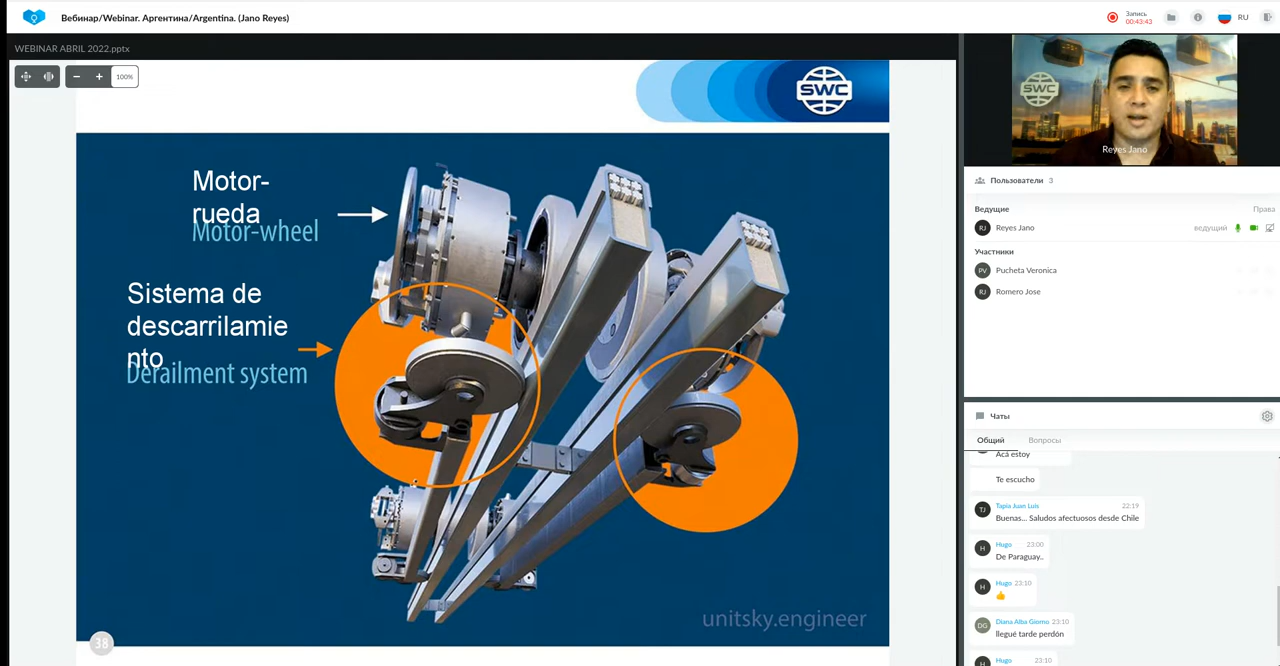 Вебинар/Webinar. Аргентина/Argentina. (Jano Reyes)
Запись
00:43:43
RU
WEBINAR ABRIL 2022.pptx
100%
SWC
Motor-
rueda
Motor-wheel
Sistema de
descarrilamie
nto
Derailment system
unitsky.engineer
38
SWC
Reyes Jano
Пользователи 3
Ведущие
Права
RJ
Reyes Jano
ведущий
Участники
PV
Pucheta Veronica
RJ
Romero Jose
Чаты
Общий
Вопросы
Acá estoy
Te escucho
TJ
Tapia Juan Luis
22:19
Buenas... Saludos afectuosos desde Chile
H
Hugo
23:00
De Paraguay..
H
Hugo 23:10
👍
DG
Diana Alba Giorno 23:10
llegué tarde perdón
H
Hugo
23:10